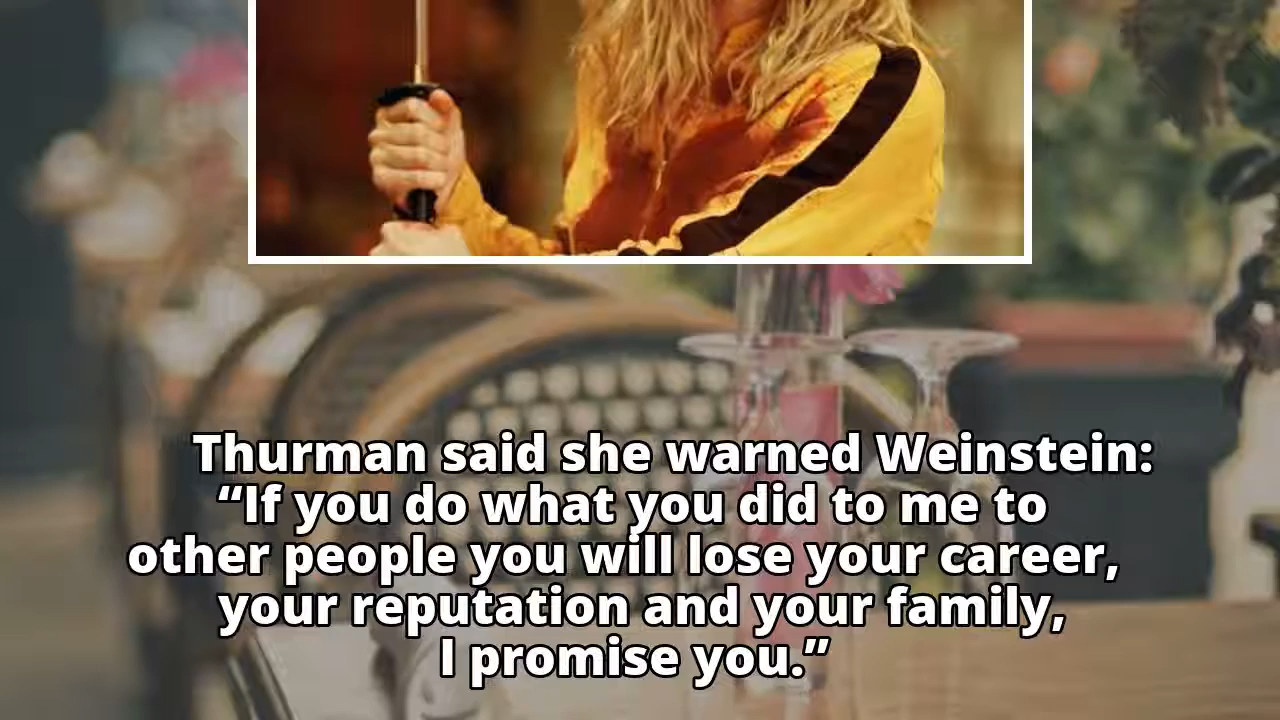 Thurman said she warned Weinstein:
“If you do what you did to me to
other people you will lose your career,
your reputation and your family,
I promise you.”